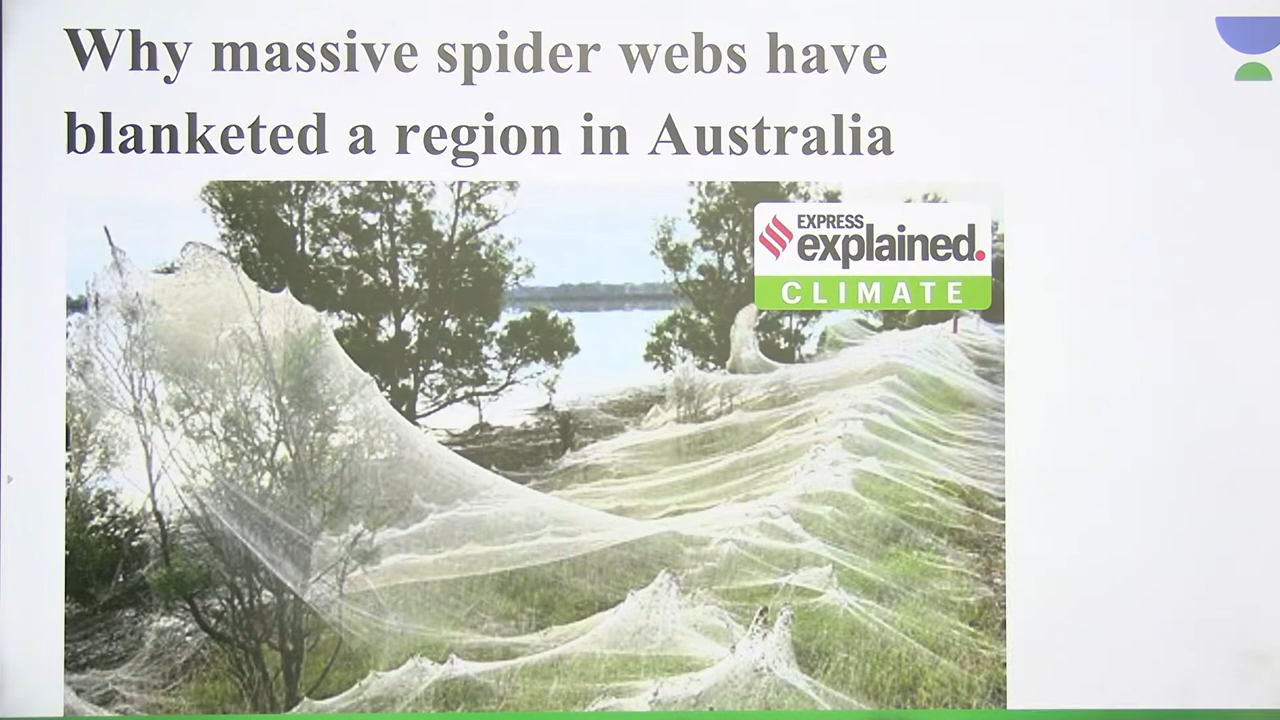 Why massive spider webs have
blanketed a region in Australia
EXPRESS
explained.
CLIMATE